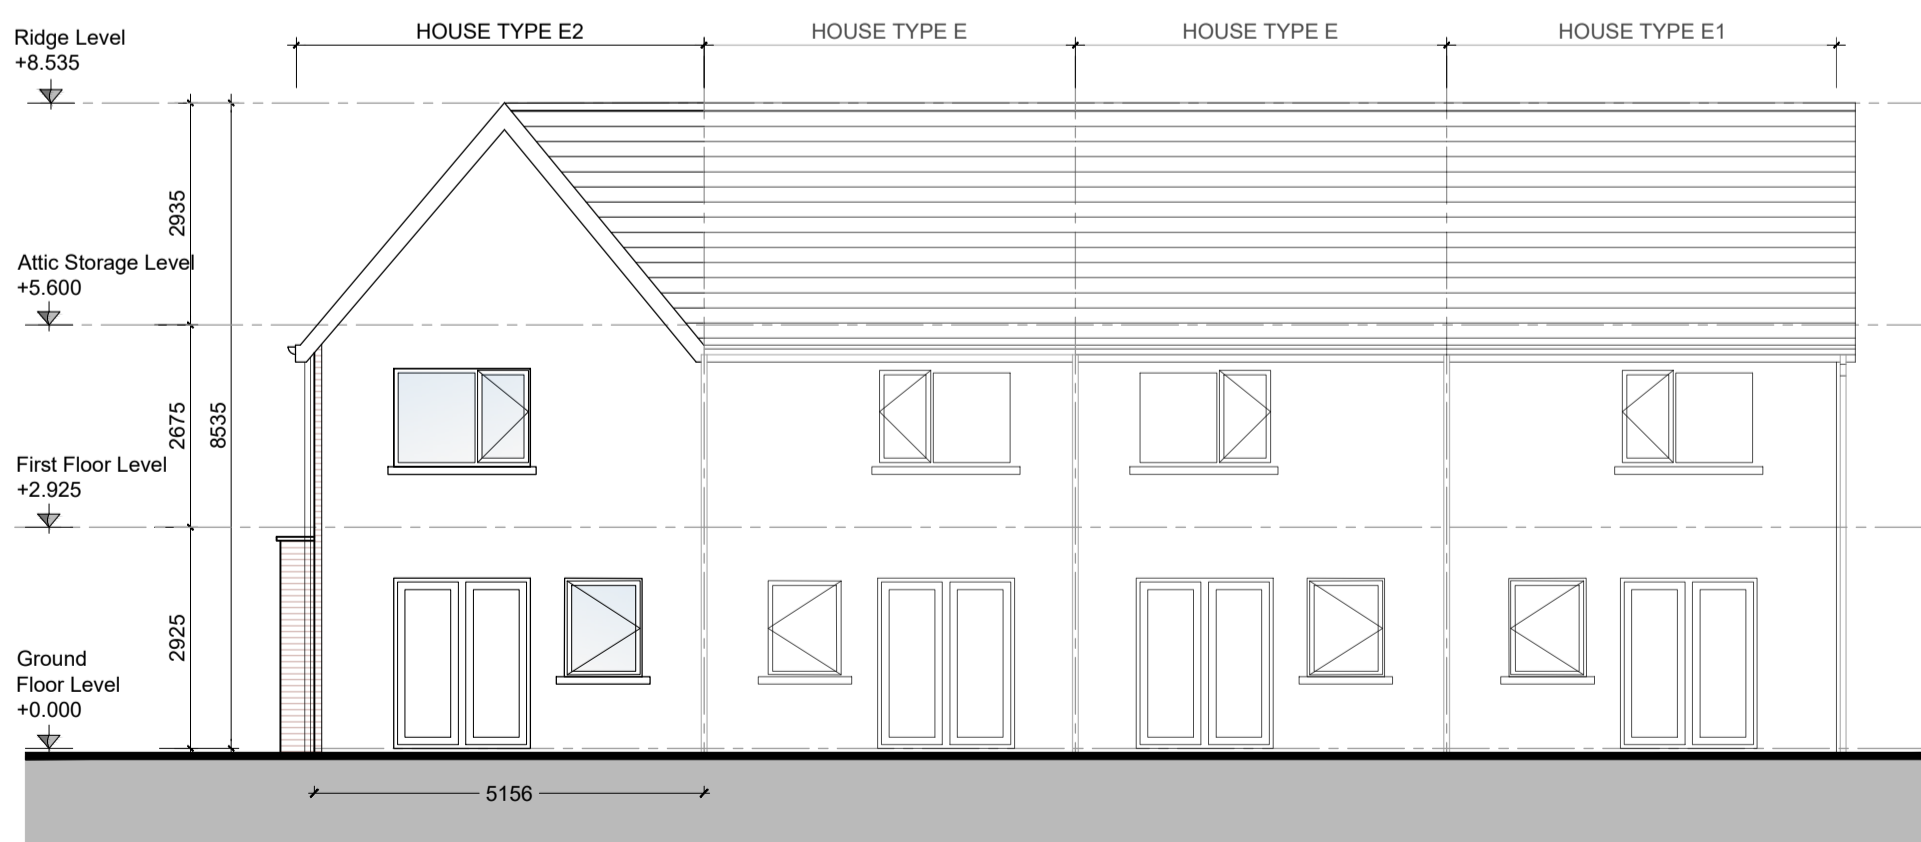 HOUSE TYPE E2
HOUSE TYPE E
HOUSE TYPE E
HOUSE TYPE E1
Ridge Level
+8.535
2935
Attic Storage Level
+5.600
2675
8535
First Floor Level
+2.925
2925
Ground
Floor Level
+0.000
5156